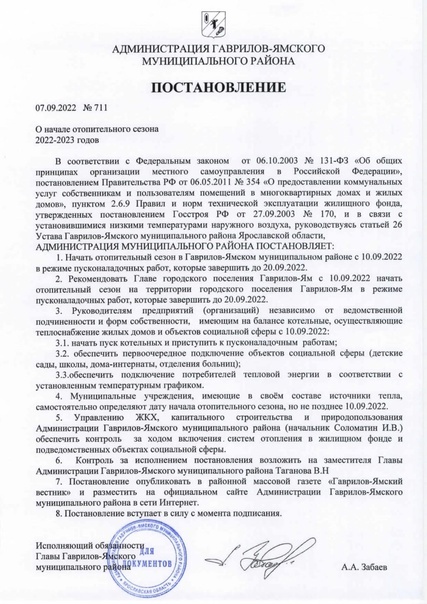 АДМИНИСТРАЦИЯ ГАВРИЛОВ-ЯМСКОГО
МУНИЦИПАЛЬНОГО РАЙОНА
ПОСТАНОВЛЕНИЕ
07.09.2022 № 711
О начале отопительного сезона
2022-2023 годов
В соответствии с Федеральным законом от 06.10.2003 № 131-ФЗ «Об общих
принципах организации местного самоуправления в Российской Федерации»,
постановлением Правительства РФ от 06.05.2011 № 354 «О предоставлении коммунальных
услуг собственникам и пользователям помещений в многоквартирных домах и жилых
домов», пунктом 2.6.9 Правил и норм технической эксплуатации жилищного фонда,
утвержденных постановлением Госстроя РФ от 27.09.2003 № 170, и в связи с
установившимися низкими температурами наружного воздуха, руководствуясь статьей 26
Устава Гаврилов-Ямского муниципального района Ярославской области,
АДМИНИСТРАЦИЯ МУНИЦИПАЛЬНОГО РАЙОНА ПОСТАНОВЛЯЕТ:
1. Начать отопительный сезон в Гаврилов-Ямском муниципальном районе с 10.09.2022
в режиме пусконаладочных работ, которые завершить до 20.09.2022.
2. Рекомендовать Главе городского поселения Гаврилов-Ям с 10.09.2022 начать
отопительный сезон на территории городского поселения Гаврилов-Ям в режиме
пусконаладочных работ, которые завершить до 20.09.2022.
3. Руководителям предприятий (организаций) независимо от ведомственной
подчиненности и форм собственности, имеющим на балансе котельные, осуществляющие
теплоснабжение жилых домов и объектов социальной сферы с 10.09.2022:
3.1. начать пуск котельных и приступить к пусконаладочным работам;
3.2. обеспечить первоочередное подключение объектов социальной сферы (детские
сады, школы, дома-интернаты, отделения больниц);
3.3.обеспечить подключение потребителей тепловой энергии в соответствии с
установленным температурным графиком.
4. Муниципальные учреждения, имеющие в своём составе источники тепла,
самостоятельно определяют дату начала отопительного сезона, но не позднее 10.09.2022.
5. Управлению ЖКХ, капитального строительства и природопользования
Администрации Гаврилов-Ямского муниципального района (начальник Соломатин И.В.)
обеспечить контроль за ходом включения систем отопления в жилищном фонде и
подведомственных объектах социальной сферы.
6. Контроль за исполнением постановления возложить на заместителя Главы
Администрации Гаврилов-Ямского муниципального района Таганова В.Н
7. Постановление опубликовать в районной массовой газете «Гаврилов-Ямский
вестник» и разместить на официальном сайте Администрации Гаврилов-Ямского
муниципального района в сети Интернет.
8. Постановление вступает в силу с момента подписания.
Исполняющий обязанности
Главы Гаврилов-Ямского
муниципального района
ДЛЯ
ДОКУМЕНТОВ
А.А. Забаев